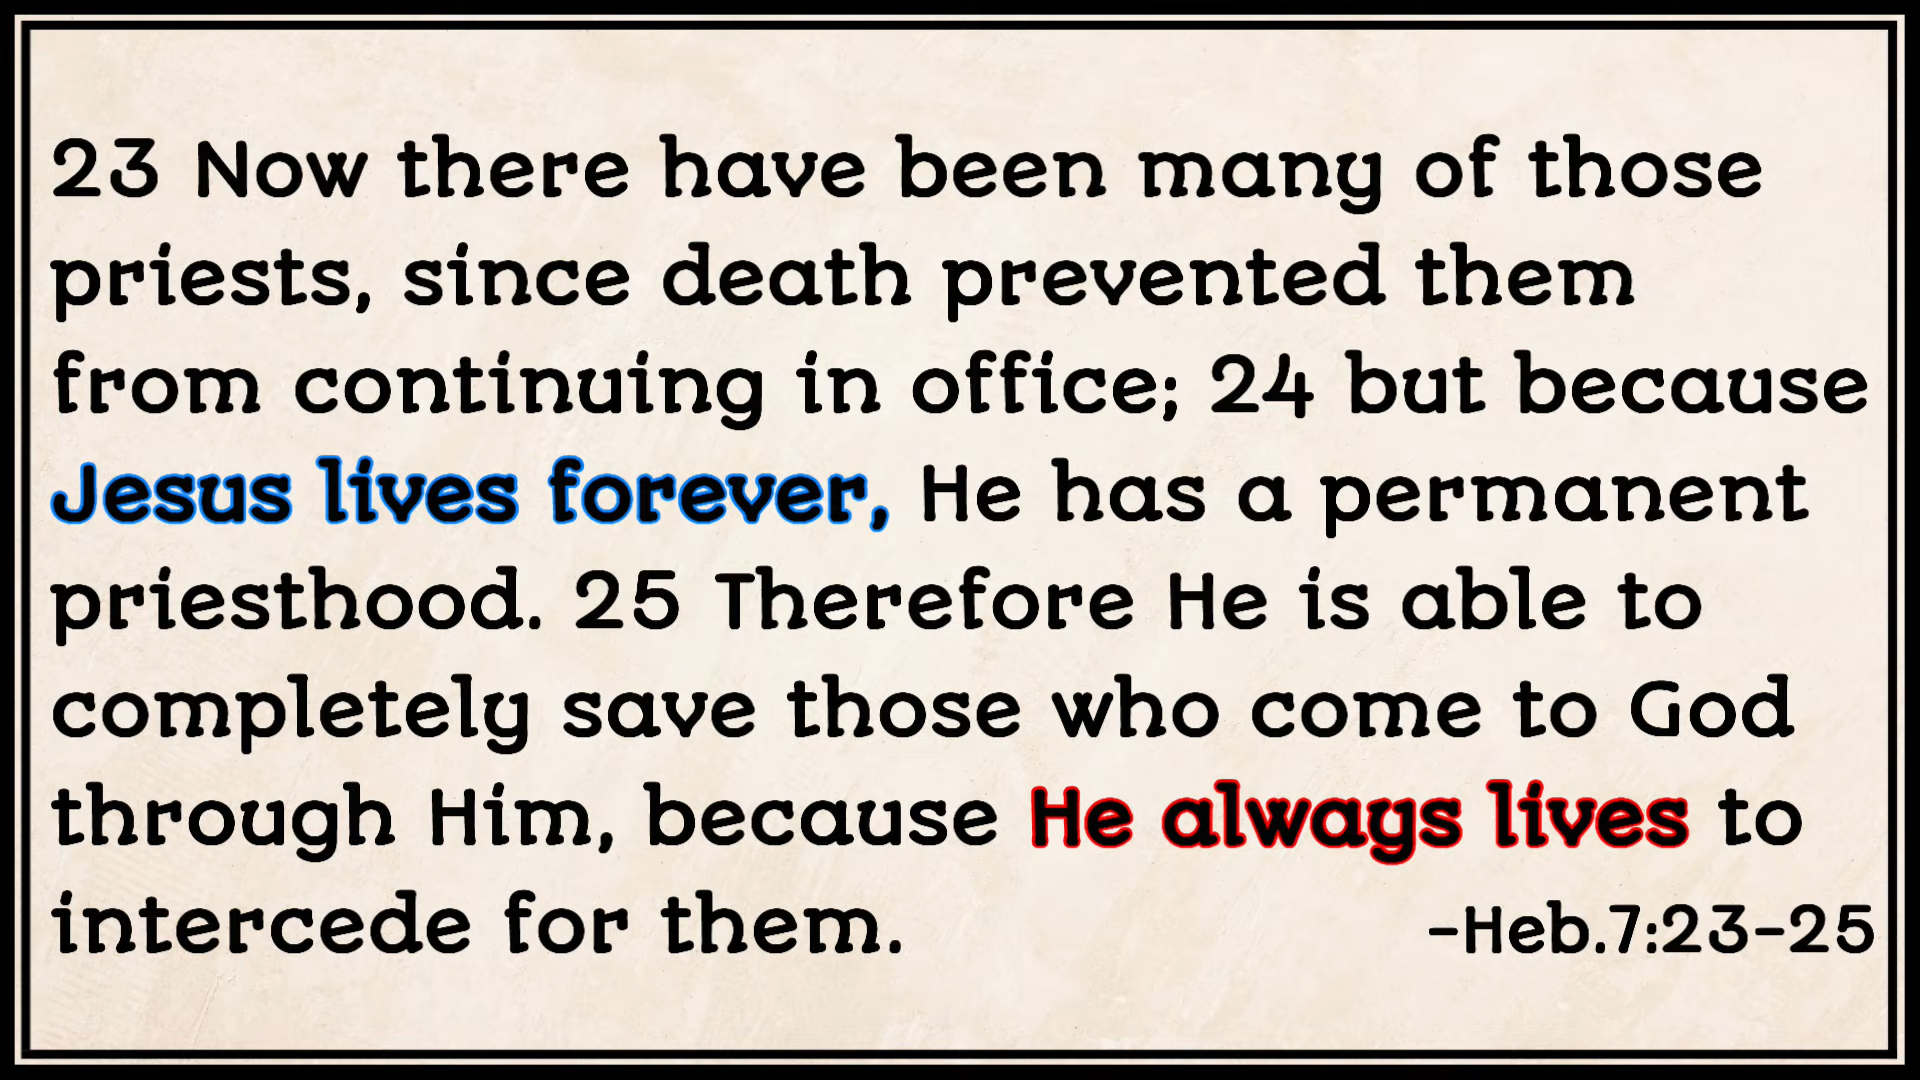 23 Now there have been many of those
priests, since death prevented them
from continuing in office; 24 but because
Jesus lives forever, He has a permanent
priesthood. 25 Therefore He is able to
completely save those who come to God
through Him, because He always lives to
intercede for them.
-Heb.7:23-25